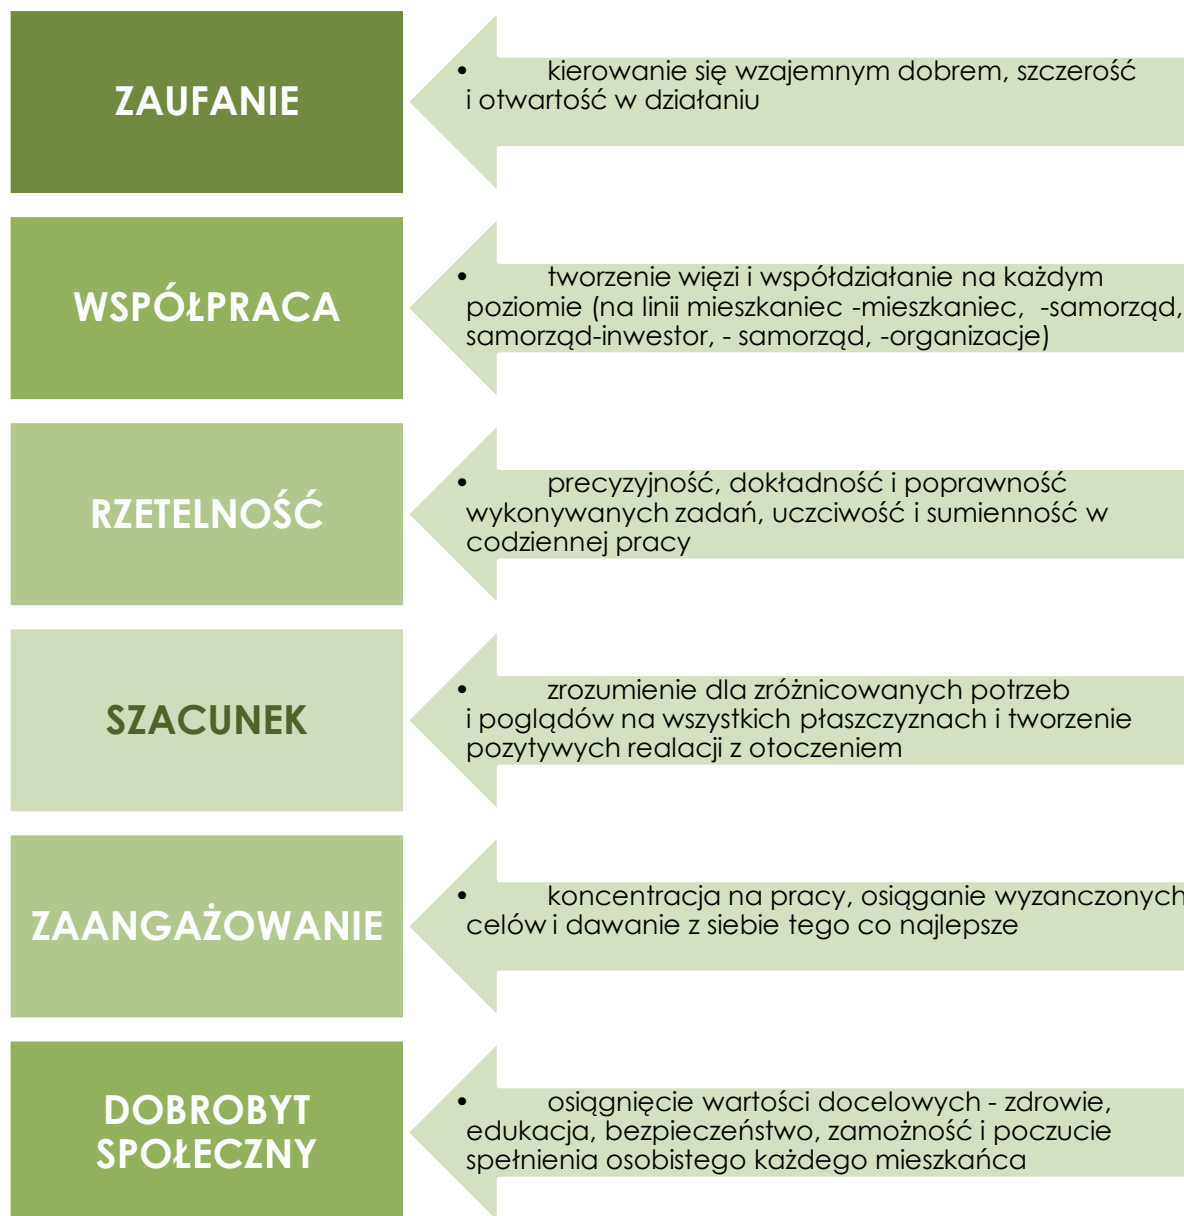 ZAUFANIE
• kierowanie się wzajemnym dobrem, szczerość
i otwartość w działaniu
WSPÓŁPRACA
• tworzenie więzi i współdziałanie na każdym
poziomie (na linii mieszkaniec -mieszkaniec, -samorząd,
samorząd-inwestor, - samorząd, -organizacje)
RZETELNOŚĆ
• precyzyjność, dokładność i poprawność
wykonywanych zadań, uczciwość i sumienność w
codziennej pracy
SZACUNEK
• zrozumienie dla zróżnicowanych potrzeb
i poglądów na wszystkich płaszczyznach i tworzenie
pozytywych realacji z otoczeniem
ZAANGAŻOWANIE
• koncentracja na pracy, osiąganie wyzanczonych
celów i dawanie z siebie tego co najlepsze
DOBROBYT
SPOŁECZNY
• osiągnięcie wartości docelowych - zdrowie,
edukacja, bezpieczeństwo, zamożność i poczucie
spełnienia osobistego każdego mieszkańca